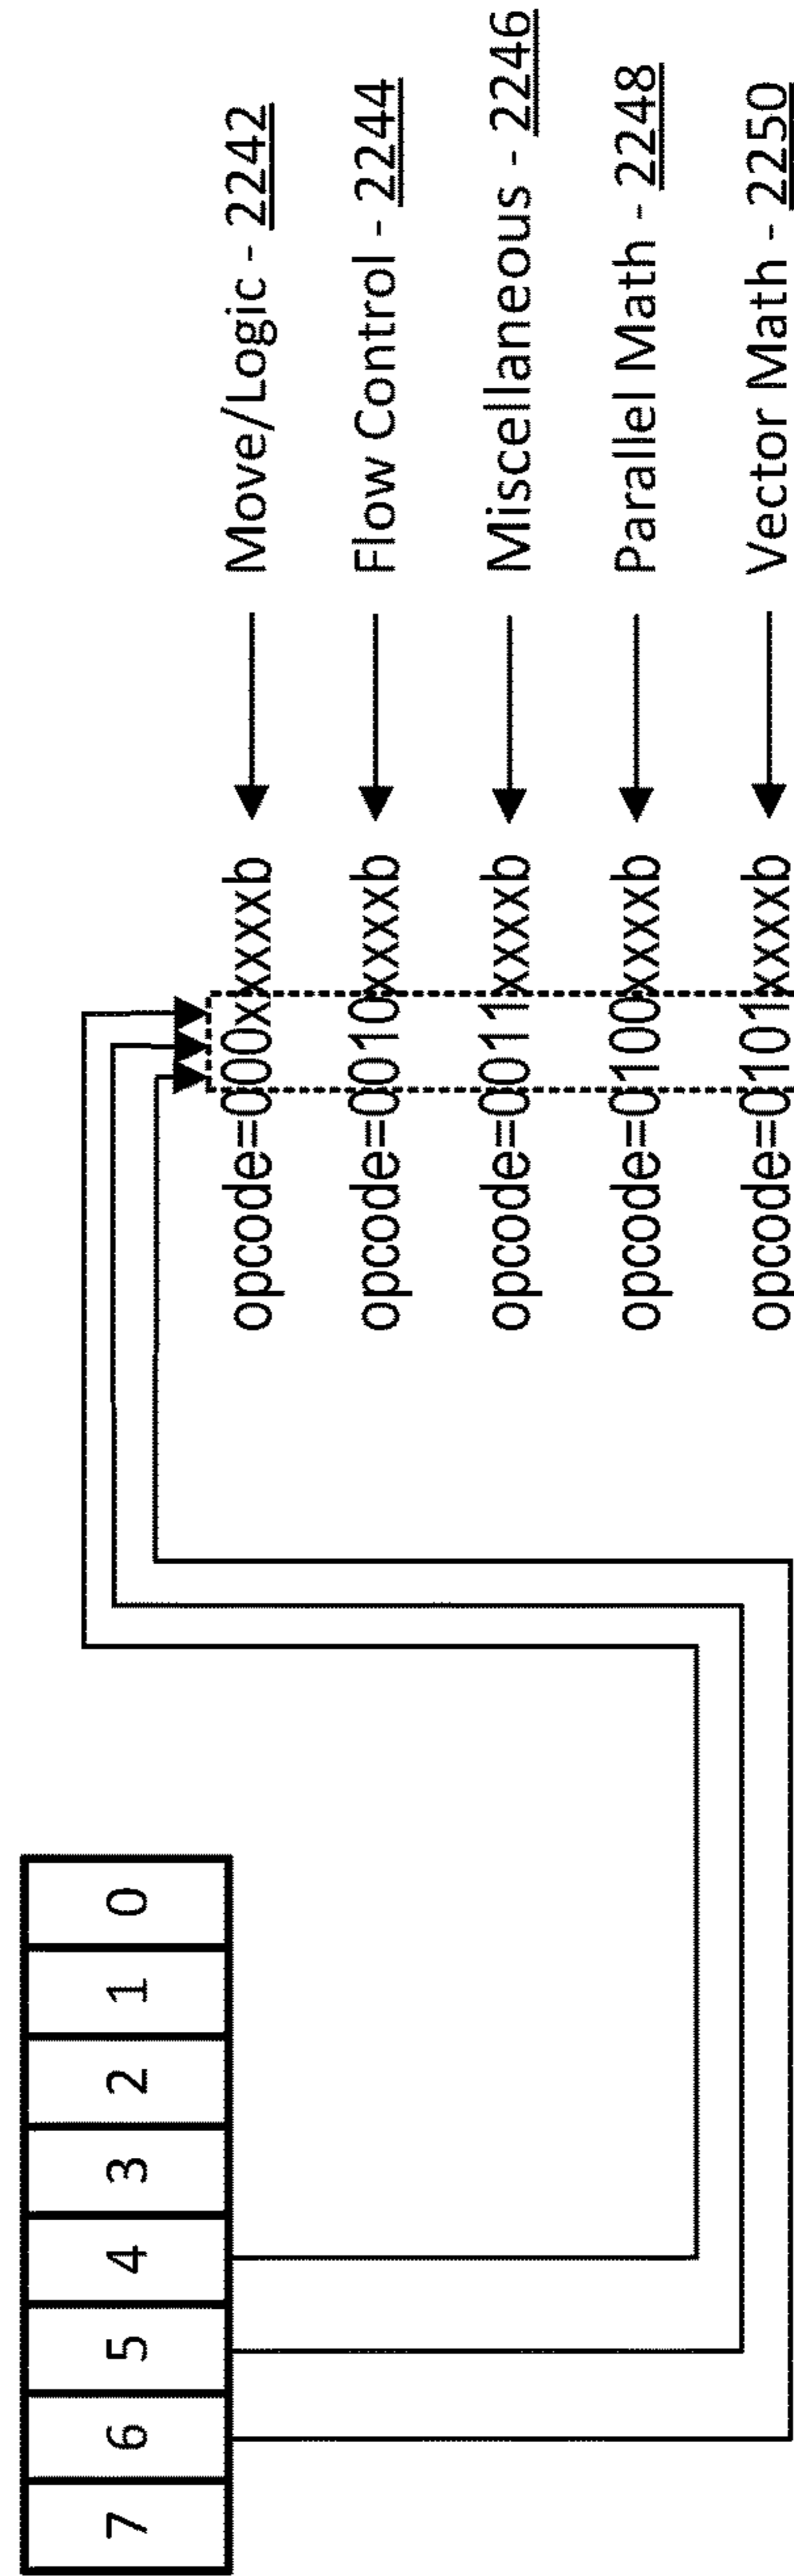 7 6 5 4 3 2 1 0
opcode=000xxxxxb Move/Logic - 2242
opcode=0010xxxxb Flow Control - 2244
opcode=0011xxxxb Miscellaneous - 2246
opcode=0100xxxxb Parallel Math - 2248
opcode=0101xxxxb Vector Math - 2250